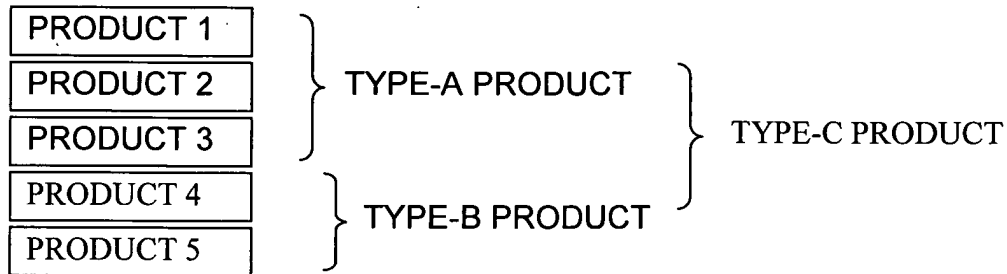 PRODUCT 1
PRODUCT 2
PRODUCT 3
PRODUCT 4
PRODUCT 5
TYPE-A PRODUCT
TYPE-B PRODUCT
TYPE-C PRODUCT